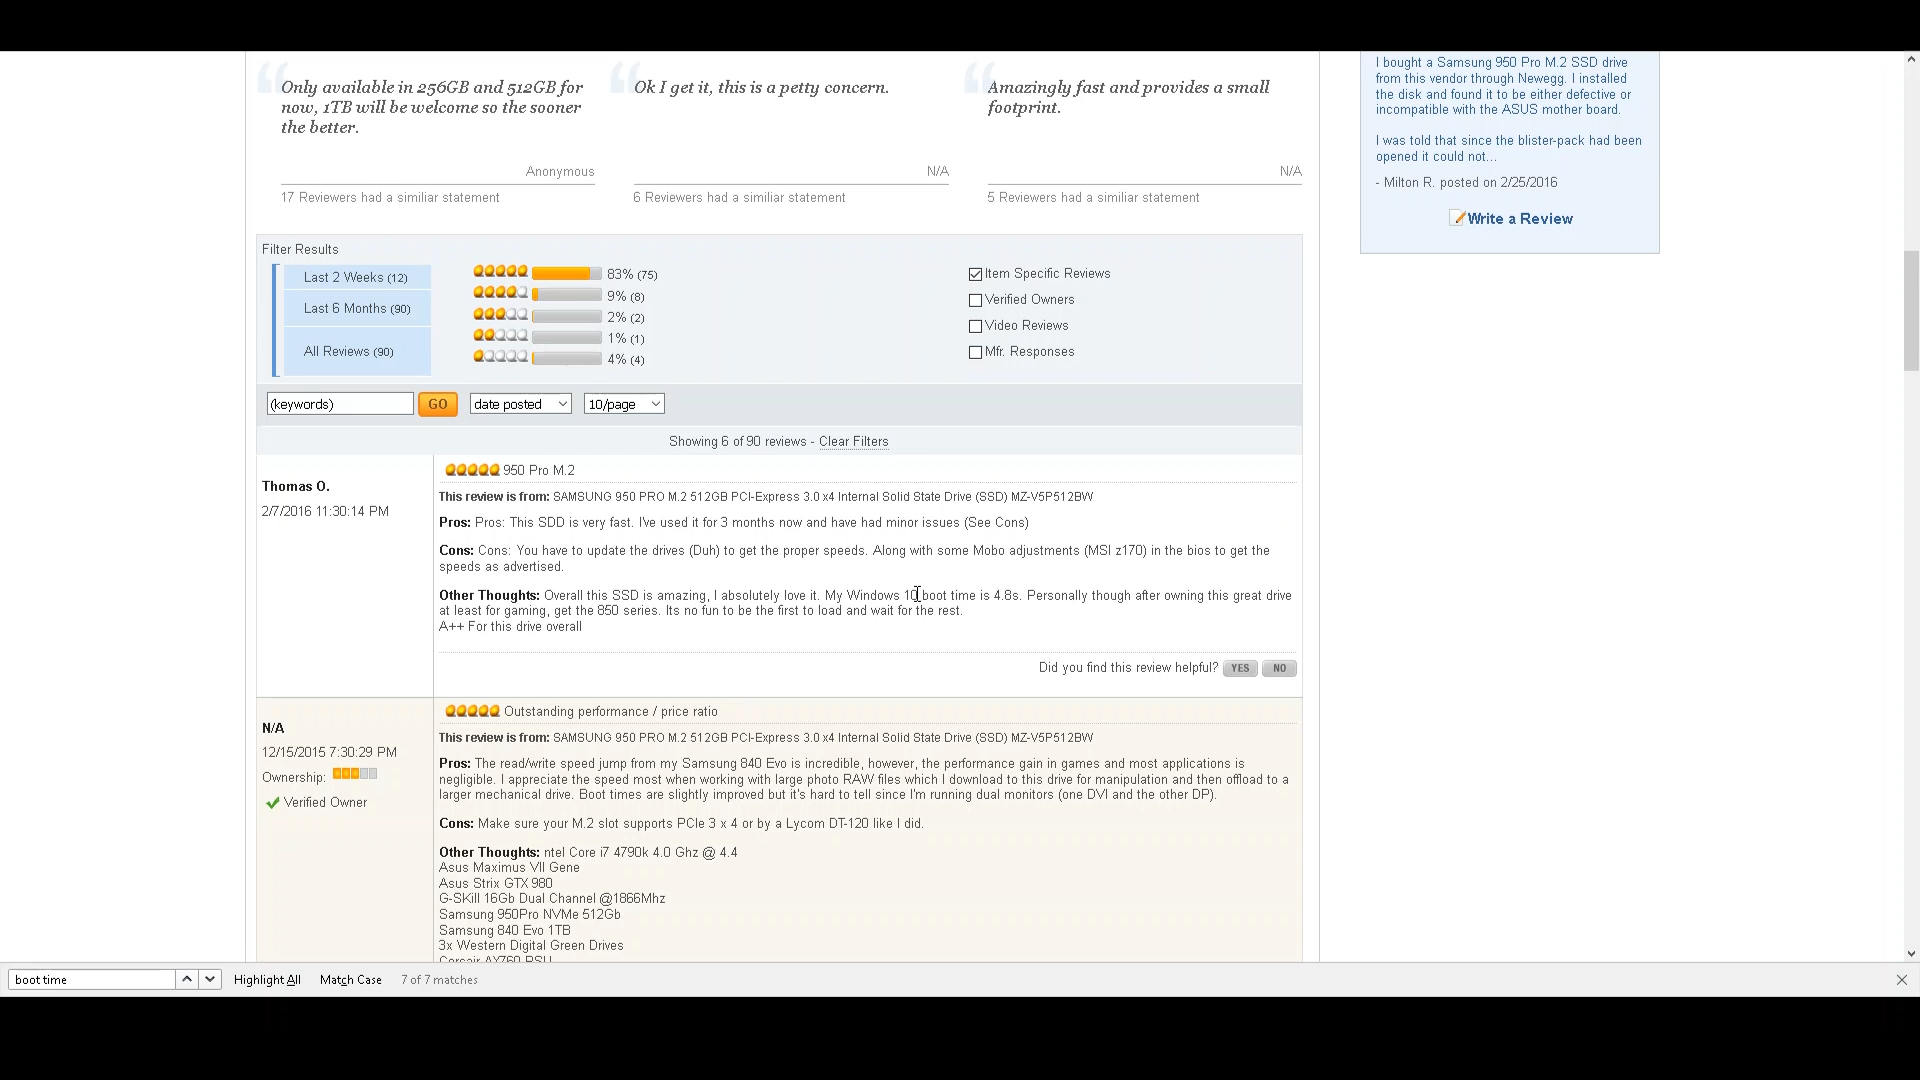 Only available in 256GB and 512GB for
now, 1TB will be welcome so the sooner
the better.
Anonymous
17 Reviewers had a similiar statement
Ok I get it, this is a petty concern.
N/A
6 Reviewers had a similiar statement
Amazingly fast and provides a small
footprint.
N/A
5 Reviewers had a similiar statement
I bought a Samsung 950 Pro M.2 SSD drive
from this vendor through Newegg. I installed
the disk and found it to be either defective or
incompatible with the ASUS mother board.
I was told that since the blister-pack had been
opened it could not...
- Milton R. posted on 2/25/2016
Write a Review
Filter Results
Last 2 Weeks (12)
Last 6 Months (90)
All Reviews (90)
83% (75)
9% (8)
2% (2)
1% (1)
4% (4)
Item Specific Reviews
Verified Owners
Video Reviews
Mfr. Responses
(keywords)
GO
date posted
10/page
Showing 6 of 90 reviews - Clear Filters
Thomas O.
2/7/2016 11:30:14 PM
950 Pro M.2
This review is from: SAMSUNG 950 PRO M.2 512GB PCI-Express 3.0 x4 Internal Solid State Drive (SSD) MZ-V5P512BW
Pros: Pros: This SDD is very fast. I've used it for 3 months now and have had minor issues (See Cons)
Cons: Cons: You have to update the drives (Duh) to get the proper speeds. Along with some Mobo adjustments (MSI z170) in the bios to get the
speeds as advertised.
Other Thoughts: Overall this SSD is amazing, I absolutely love it. My Windows 10 boot time is 4.8s. Personally though after owning this great drive
at least for gaming, get the 850 series. Its no fun to be the first to load and wait for the rest.
A++ For this drive overall
Did you find this review helpful? YES NO
N/A
12/15/2015 7:30:29 PM
Ownership:
Verified Owner
Outstanding performance / price ratio
This review is from: SAMSUNG 950 PRO M.2 512GB PCI-Express 3.0 x4 Internal Solid State Drive (SSD) MZ-V5P512BW
Pros: The read/write speed jump from my Samsung 840 Evo is incredible, however, the performance gain in games and most applications is
negligible. I appreciate the speed most when working with large photo RAW files which I download to this drive for manipulation and then offload to a
larger mechanical drive. Boot times are slightly improved but it's hard to tell since I'm running dual monitors (one DVI and the other DP).
Cons: Make sure your M.2 slot supports PCIe 3 x 4 or by a Lycom DT-120 like I did.
Other Thoughts: ntel Core i7 4790k 4.0 Ghz @ 4.4
Asus Maximus VII Gene
Asus Strix GTX 980
G-SKill 16Gb Dual Channel @1866Mhz
Samsung 950Pro NVMe 512Gb
Samsung 840 Evo 1TB
3x Western Digital Green Drives
Corsair AX760 PSU
boot time
Highlight All
Match Case
7 of 7 matches